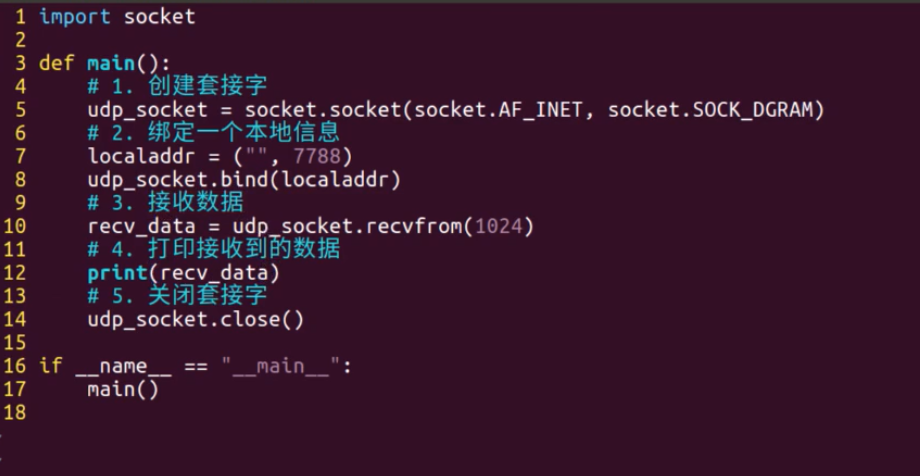 1 import socket
2
3 def main():
4     # 1. 创建套接字
5     udp_socket = socket.socket(socket.AF_INET, socket.SOCK_DGRAM)
6     # 2. 绑定一个本地信息
7     localaddr = ("", 7788)
8     udp_socket.bind(localaddr)
9     # 3. 接收数据
10     recv_data = udp_socket.recvfrom(1024)
11     # 4. 打印接收到的数据
12     print(recv_data)
13     # 5. 关闭套接字
14     udp_socket.close()
15
16 if __name__ == "__main__":
17     main()
18